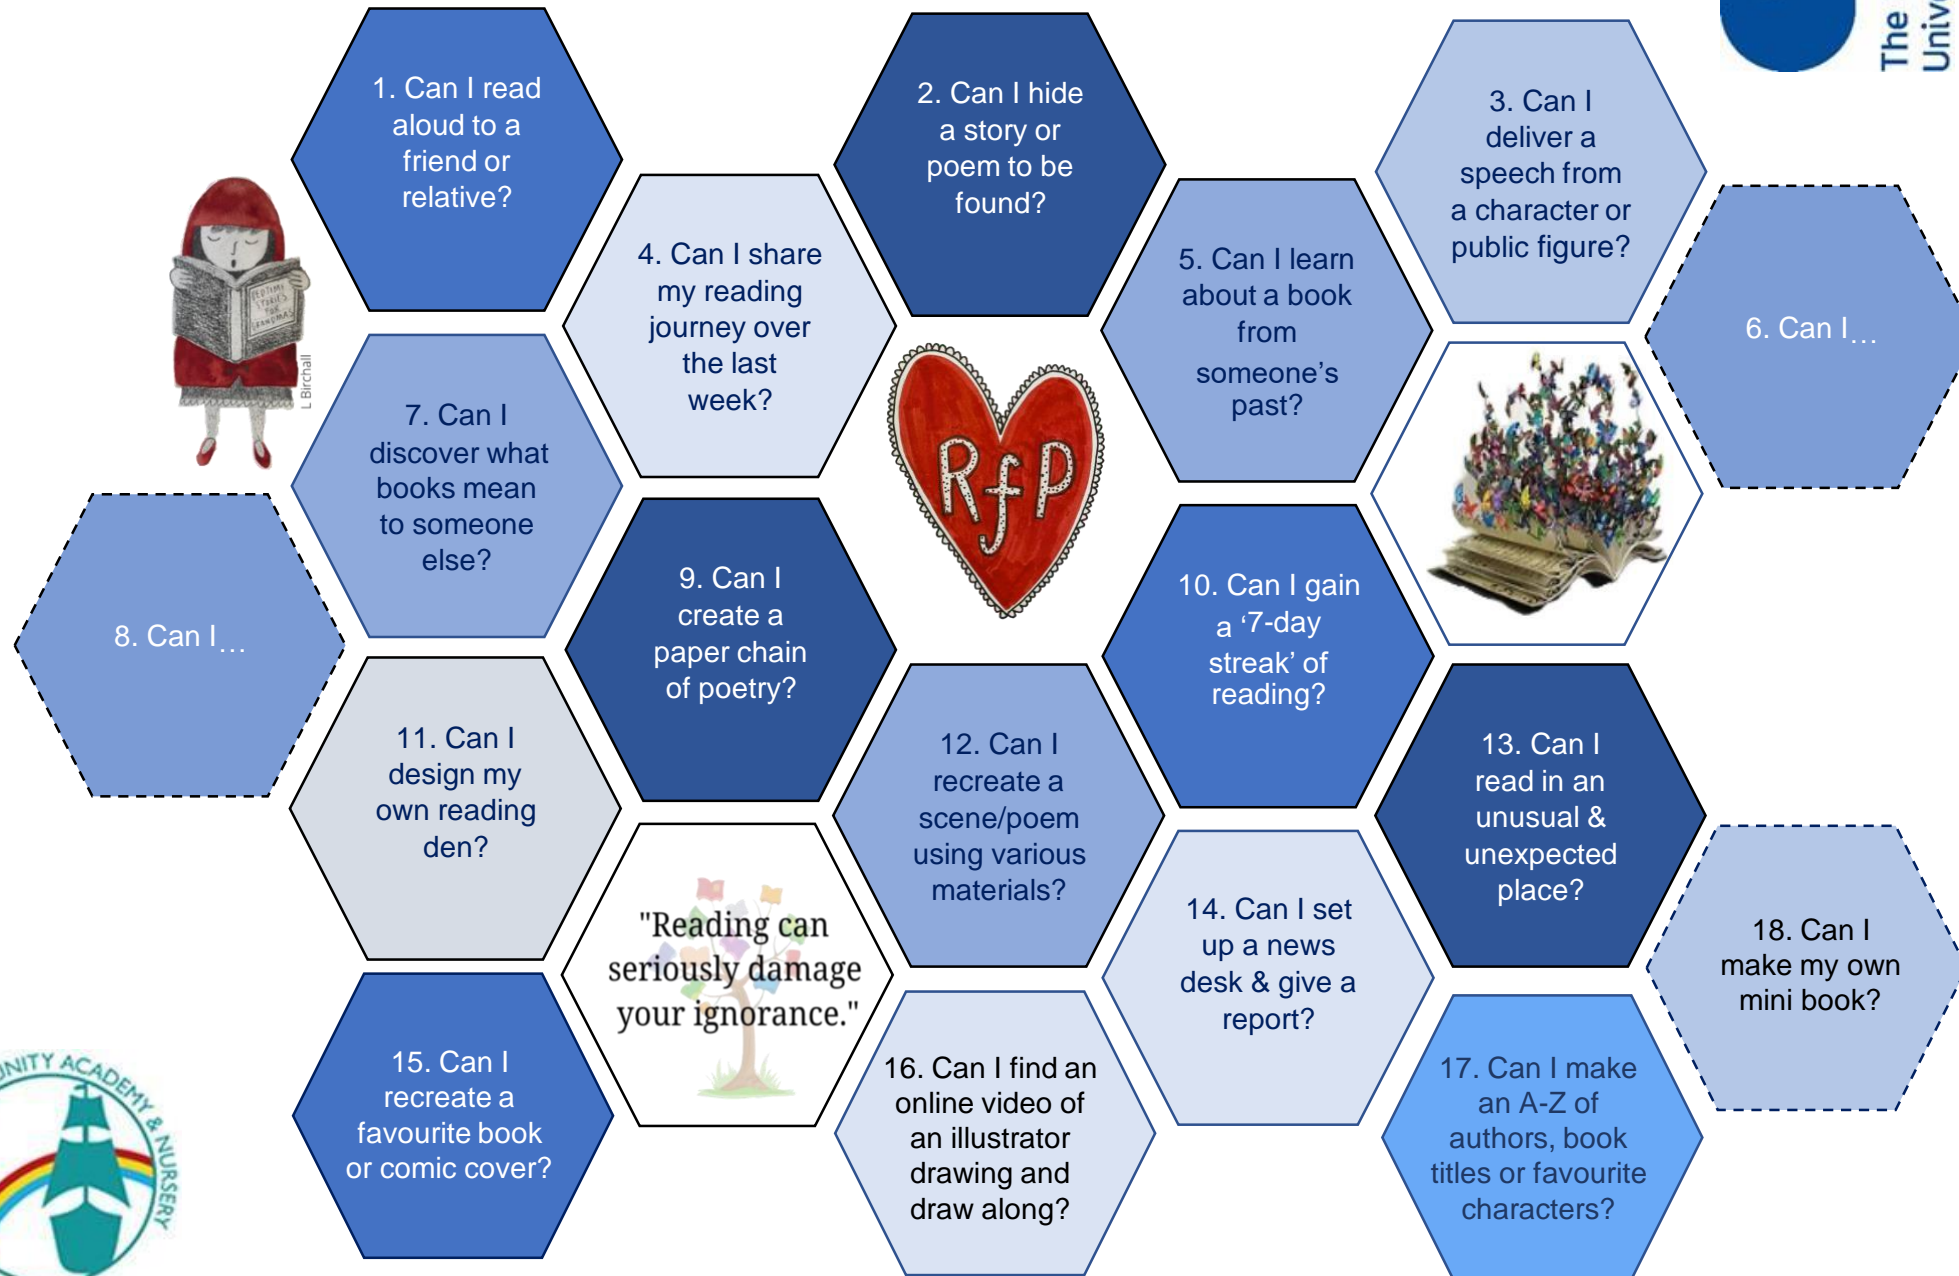 The
Univ
1. Can I read
aloud to a
friend or
relative?
2. Can I hide
a story or
poem to be
found?
3. Can I
deliver a
speech from
a character or
public figure?
4. Can I share
my reading
journey over
the last
week?
5. Can I learn
about a book
from
someone’s
past?
6. Can I…
BEDTIME
STORIES
FOR
GRANDMAS
L Birchall
7. Can I
discover what
books mean
to someone
else?
RfP
8. Can I…
9. Can I
create a
paper chain
of poetry?
10. Can I gain
a ‘7-day
streak’ of
reading?
11. Can I
design my
own reading
den?
12. Can I
recreate a
scene/poem
using various
materials?
13. Can I
read in an
unusual &
unexpected
place?
"Reading can
seriously damage
your ignorance."
14. Can I set
up a news
desk & give a
report?
18. Can I
make my own
mini book?
15. Can I
recreate a
favourite book
or comic cover?
16. Can I find an
online video of
an illustrator
drawing and
draw along?
17. Can I make
an A-Z of
authors, book
titles or favourite
characters?
NITY ACADEMY & NURSERY